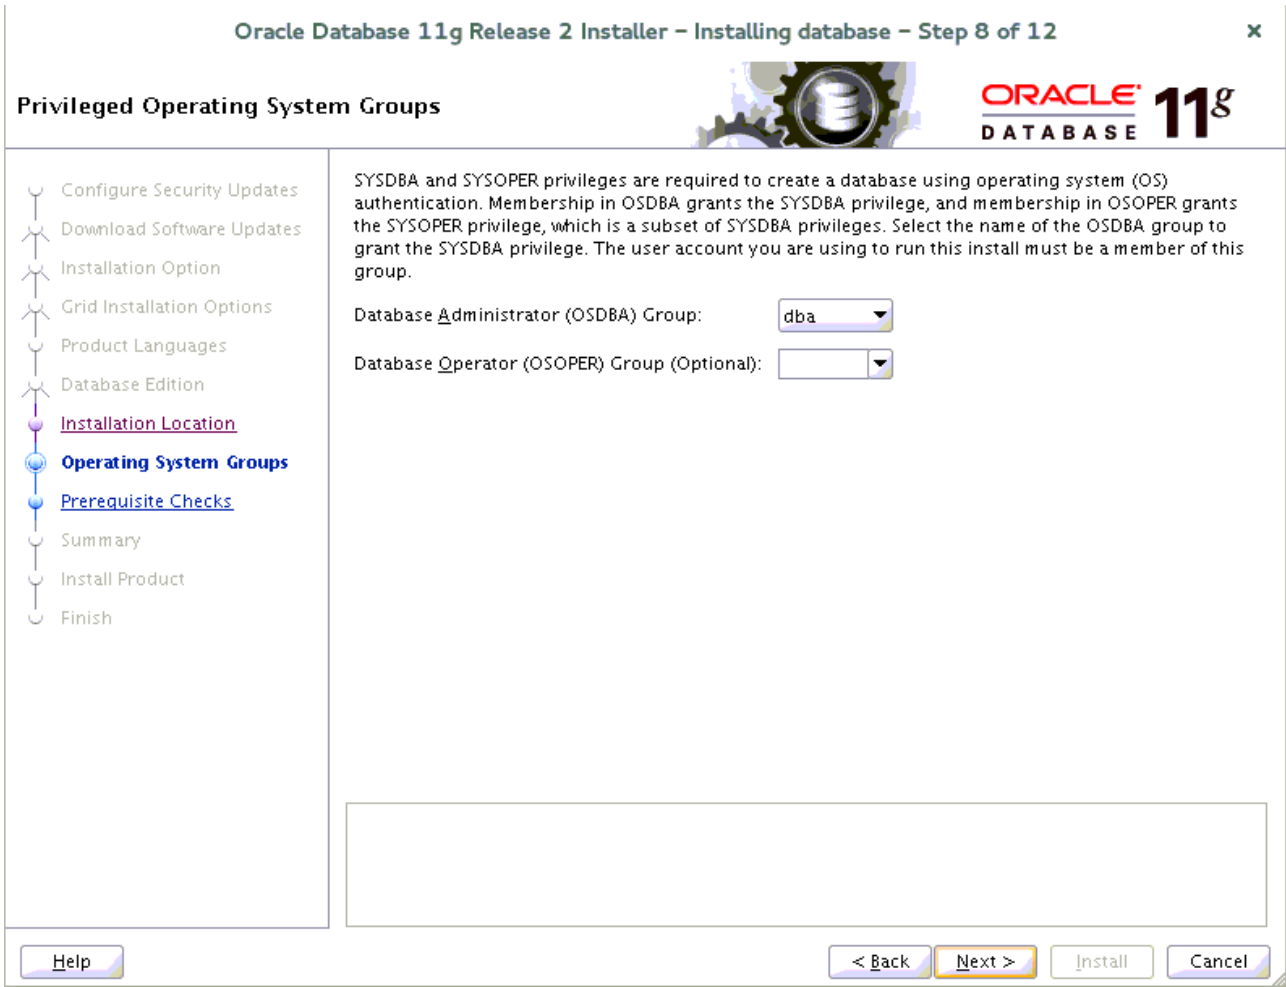 Oracle Database 11g Release 2 Installer – Installing database – Step 8 of 12
Privileged Operating System Groups
ORACLE
DATABASE
11g
Configure Security Updates
Download Software Updates
Installation Option
Grid Installation Options
Product Languages
Database Edition
Installation Location
Operating System Groups
Prerequisite Checks
Summary
Install Product
Finish
SYSDBA and SYSOPER privileges are required to create a database using operating system (OS)
authentication. Membership in OSDBA grants the SYSDBA privilege, and membership in OSOPER grants
the SYSOPER privilege, which is a subset of SYSDBA privileges. Select the name of the OSDBA group to
grant the SYSDBA privilege. The user account you are using to run this install must be a member of this
group.
Database Administrator (OSDBA) Group: dba
Database Operator (OSOPER) Group (Optional):
Help < Back Next > Install Cancel